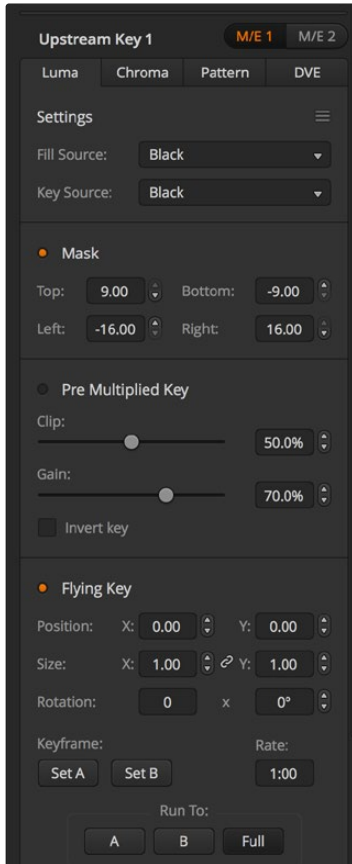 Upstream Key 1 M/E 1 M/E 2
Luma Chroma Pattern DVE
Settings
Fill Source: Black
Key Source: Black
Mask
Top: 9.00 Bottom: -9.00
Left: -16.00 Right: 16.00
Pre Multiplied Key
Clip:
50.0%
Gain:
70.0%
Invert key
Flying Key
Position: X: 0.00 Y: 0.00
Size: X: 1.00 Y: 1.00
Rotation: 0 x 0°
Keyframe: Rate:
Set A Set B 1:00
Run To:
A B Full